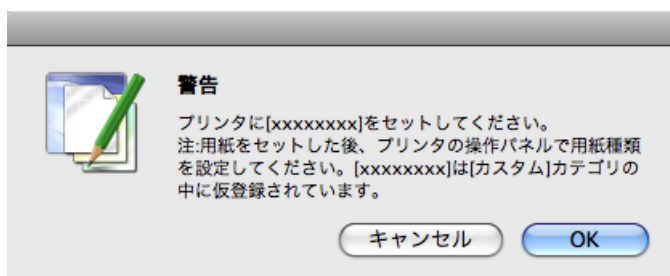 警告
プリンタに[xxxxxxxx]をセットしてください。
注:用紙をセットした後、プリンタの操作パネルで用紙種類
を設定してください。[xxxxxxxx]は[カスタム]カテゴリの
中に仮登録されています。
キャンセル OK